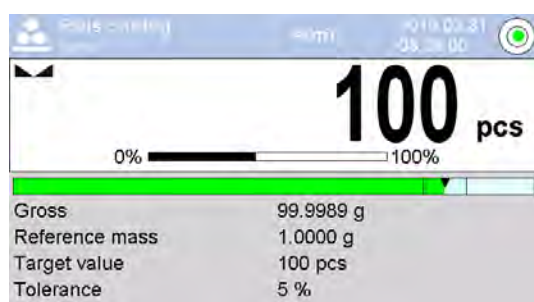 Parts counting
100 pcs
0% 100%
Gross 99.9989 g
Reference mass 1.0000 g
Target value 100 pcs
Tolerance 5 %